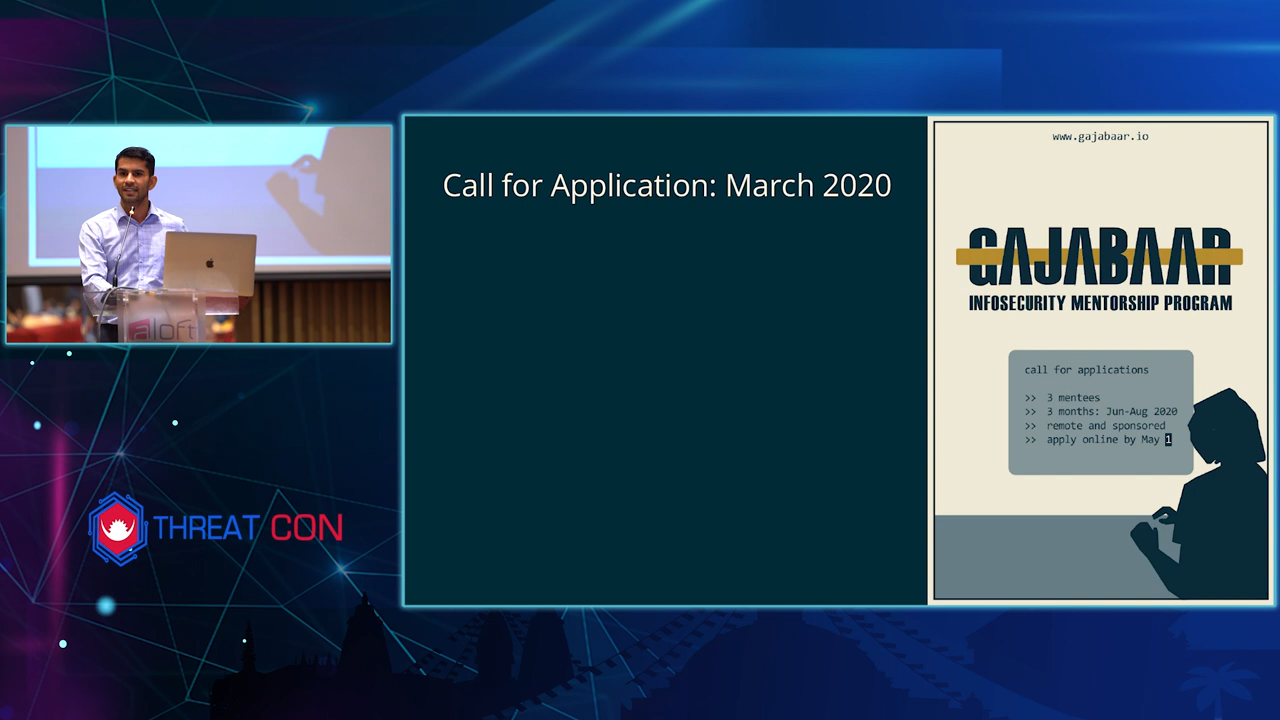 aloft
THREAT CON
Call for Application: March 2020
www.gajabaar.io
GAJABAAR
INFOSECURITY MENTORSHIP PROGRAM
call for applications
>> 3 mentees
>> 3 months: Jun-Aug 2020
>> remote and sponsored
>> apply online by May 1